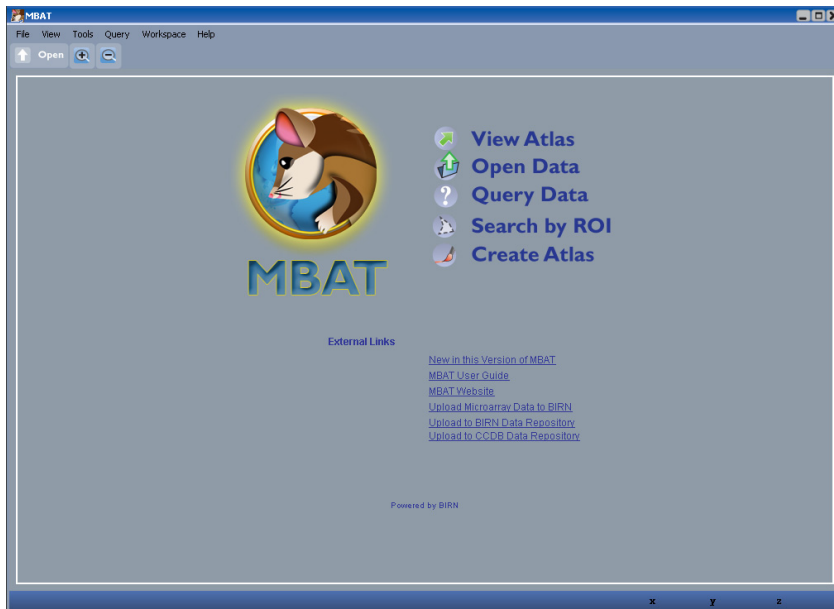 MBAT
File View Tools Query Workspace Help
Open
View Atlas
Open Data
? Query Data
Search by ROI
Create Atlas
MBAT
External Links
New in this Version of MBAT
MBAT User Guide
MBAT Website
Upload Microarray Data to BIRN
Upload to BIRN Data Repository
Upload to CCDB Data Repository
Powered by BIRN
x y z